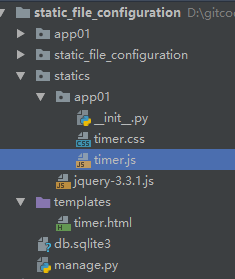 static_file_configuration D:\gitcod
app01
static_file_configuration
statics
app01
__init__.py
timer.css
timer.js
jquery-3.3.1.js
templates
timer.html
db.sqlite3
manage.py